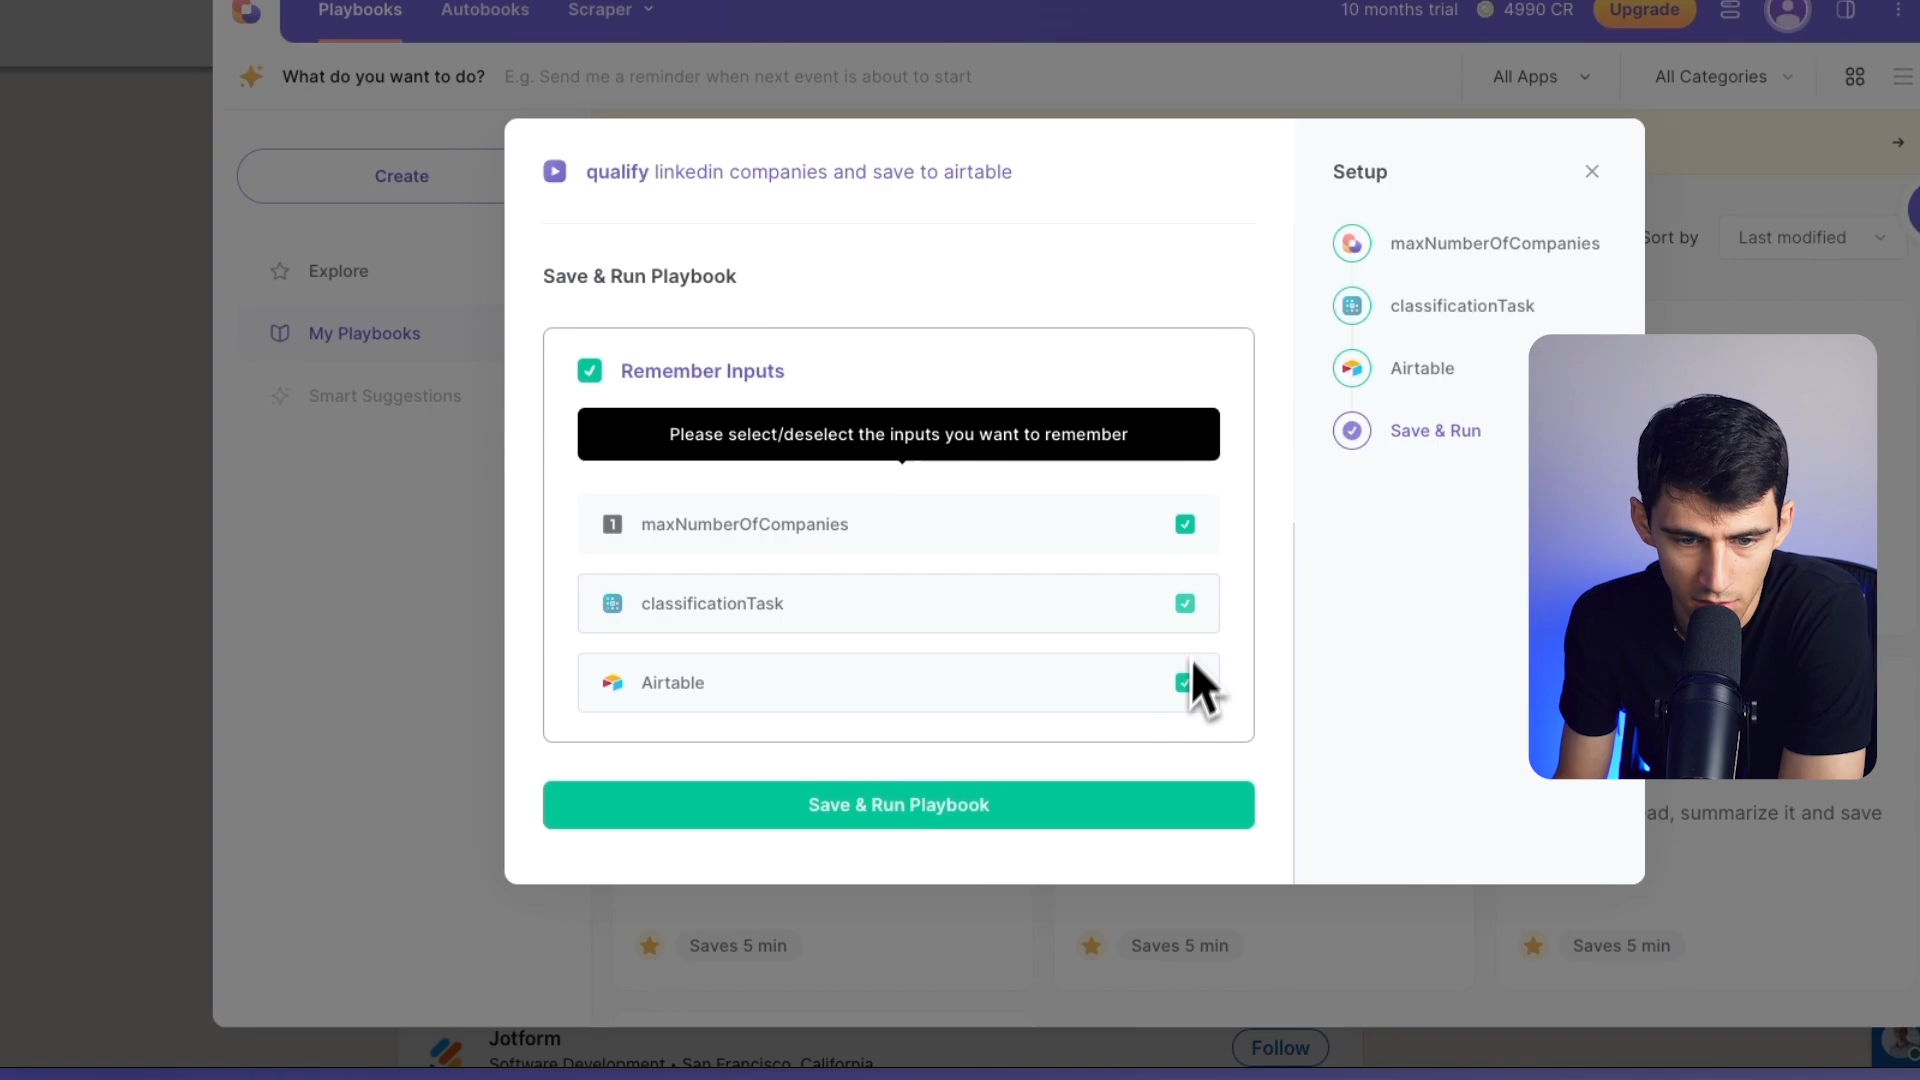 Playbooks
Autobooks
Scraper
10 months trial
4990 CR
Upgrade
What do you want to do?
E.g. Send me a reminder when next event is about to start
All Apps
All Categories
Create
Explore
My Playbooks
Smart Suggestions
qualify linkedin companies and save to airtable
Save & Run Playbook
Remember Inputs
Please select/deselect the inputs you want to remember
1
maxNumberOfCompanies
classificationTask
Airtable
Save & Run Playbook
Setup
maxNumberOfCompanies
classificationTask
Airtable
Save & Run
Sort by
Last modified
ad, summarize it and save
Saves 5 min
Saves 5 min
Saves 5 min
Jotform
Software Development • San Francisco, California
Follow